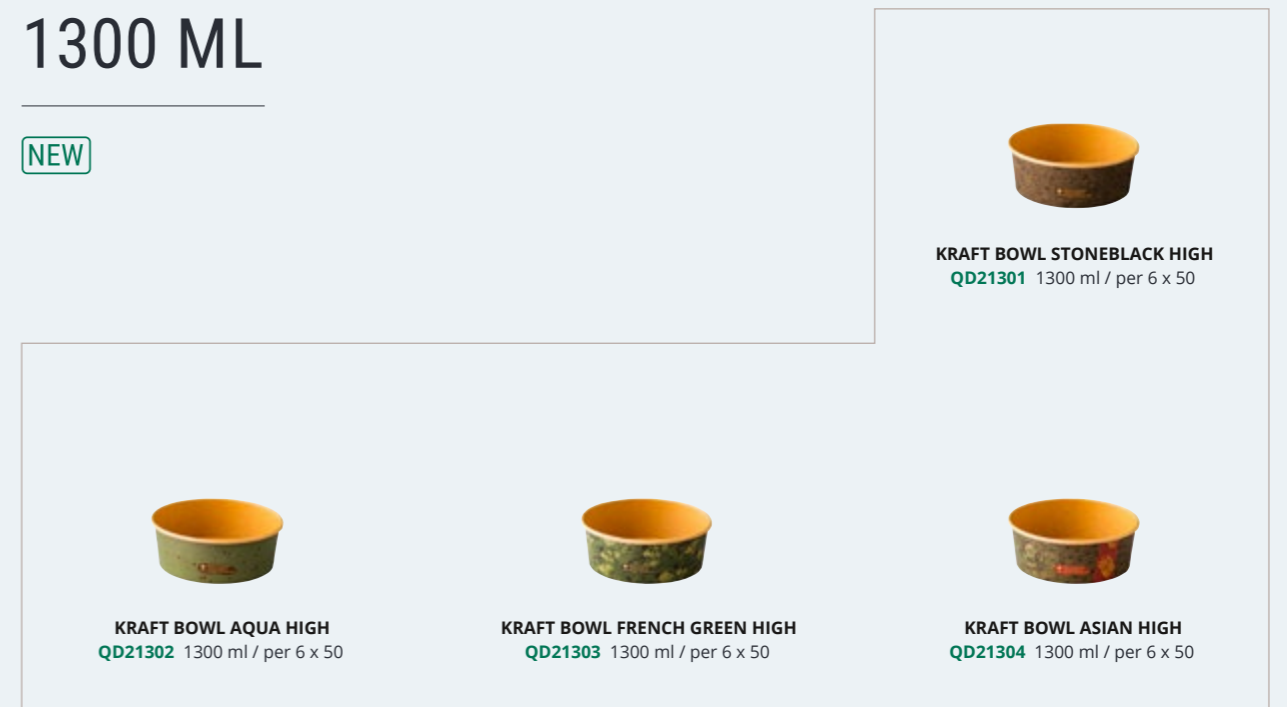 1300 ML
NEW
KRAFT BOWL STONEBLACK HIGH
QD21301 1300 ml / per 6 x 50
KRAFT BOWL AQUA HIGH
QD21302 1300 ml / per 6 x 50
KRAFT BOWL FRENCH GREEN HIGH
QD21303 1300 ml / per 6 x 50
KRAFT BOWL ASIAN HIGH
QD21304 1300 ml / per 6 x 50